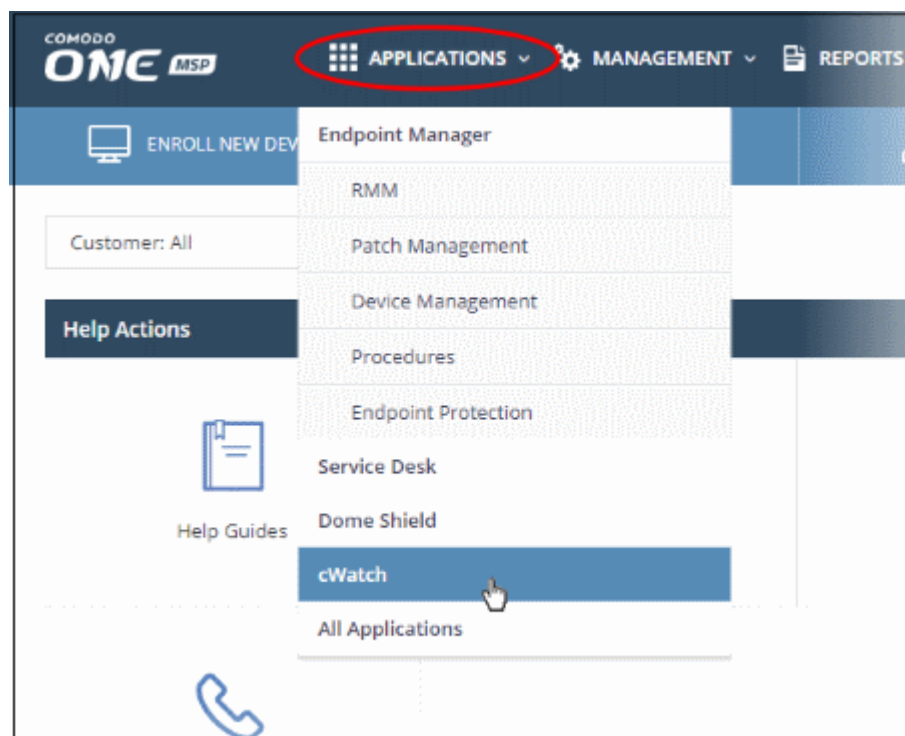 COMODO
ONE MSP
APPLICATIONS
MANAGEMENT
REPORTS
ENROLL NEW DEV
Endpoint Manager
RMM
Patch Management
Device Management
Procedures
Endpoint Protection
Service Desk
Dome Shield
cWatch
All Applications
Customer: All
Help Actions
Help Guides